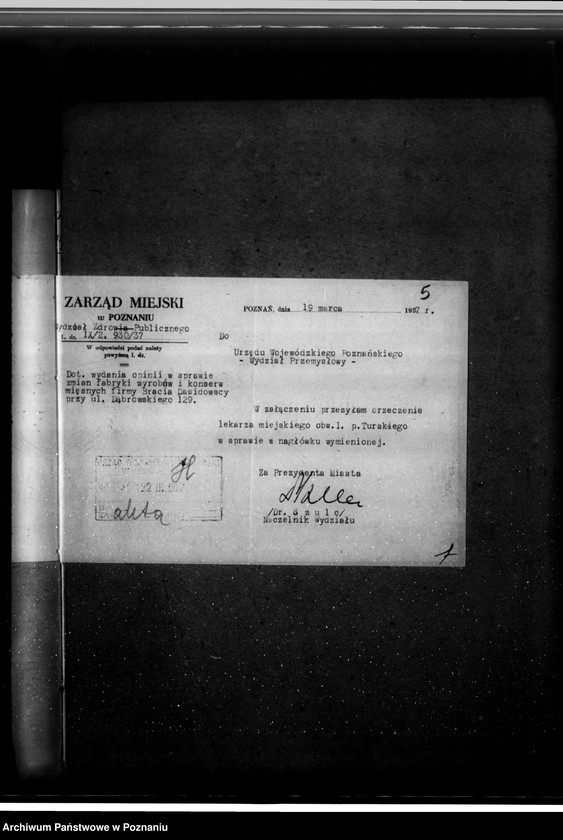 5
ZARZĄD MIEJSKI
w POZNANIU
Wydział Zdrowia Publicznego
L. dz. IX/2. 930/37
W odpowiedzi podać należy
powyższą l. dz.
POZNAŃ, dnia 19 marca 1937 r.
Do
Urzędu Wojewódzkiego Poznańskiego
- Wydział Przemysłowy -
Dot. wydania opinii w sprawie
zmian fabryki wyrobów i konserw
mięsnych firmy Bracia Dawidowscy
przy ul. Dąbrowskiego 129.
W załączeniu przesyłam orzeczenie
lekarza miejskiego obw.l. p.Turskiego
w sprawie w nagłówku wymienionej.
Za Prezydenta Miasta
/Dr. S z u l c/
Naczelnik Wydziału
22 III.
akta
Archiwum Państwowe w Poznaniu